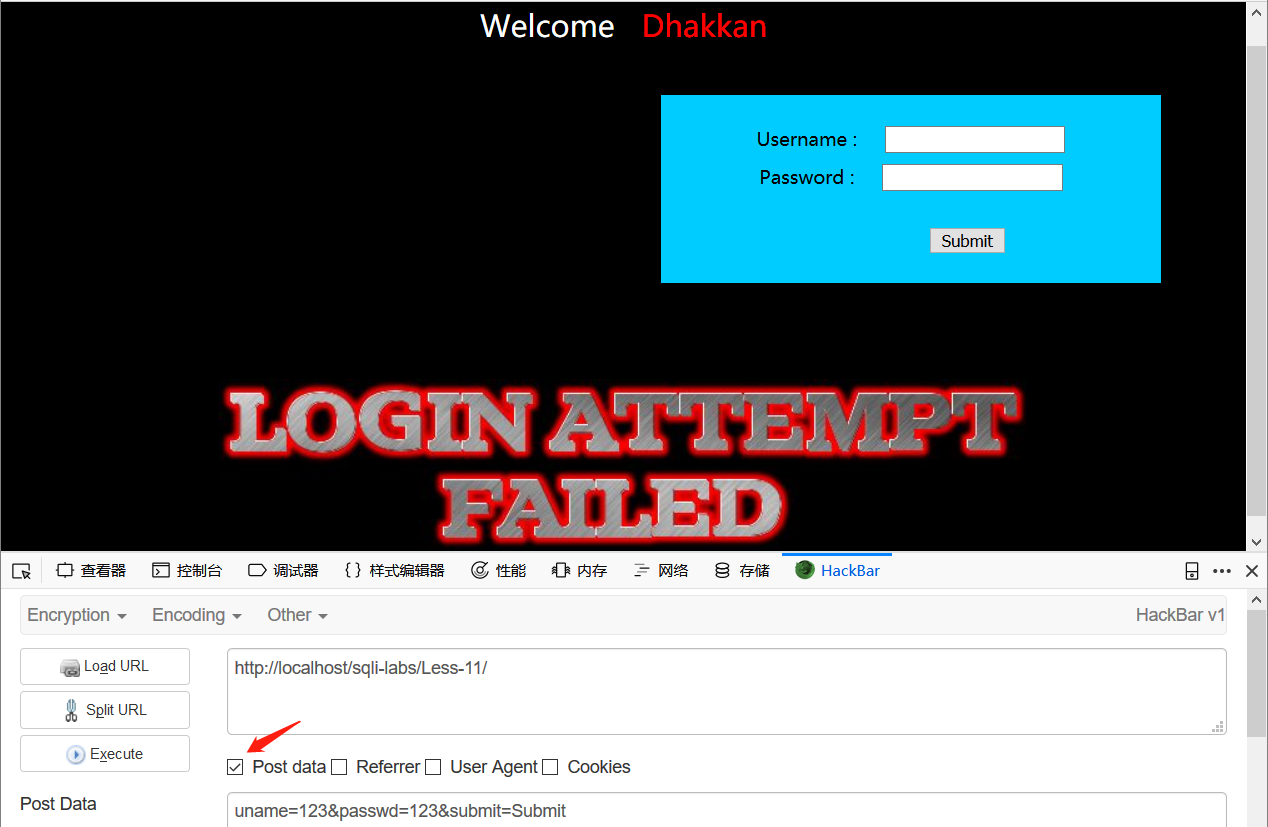 Welcome Dhakkan
Username :
Password :
Submit
LOGIN ATTEMPT
FAILED
查看器 控制台 调试器 {} 样式编辑器 性能 内存 网络 存储 HackBar
Encryption Encoding Other HackBar v1
Load URL
http://localhost/sqli-labs/Less-11/
Split URL
Execute
Post data Referrer User Agent Cookies
Post Data
uname=123&passwd=123&submit=Submit